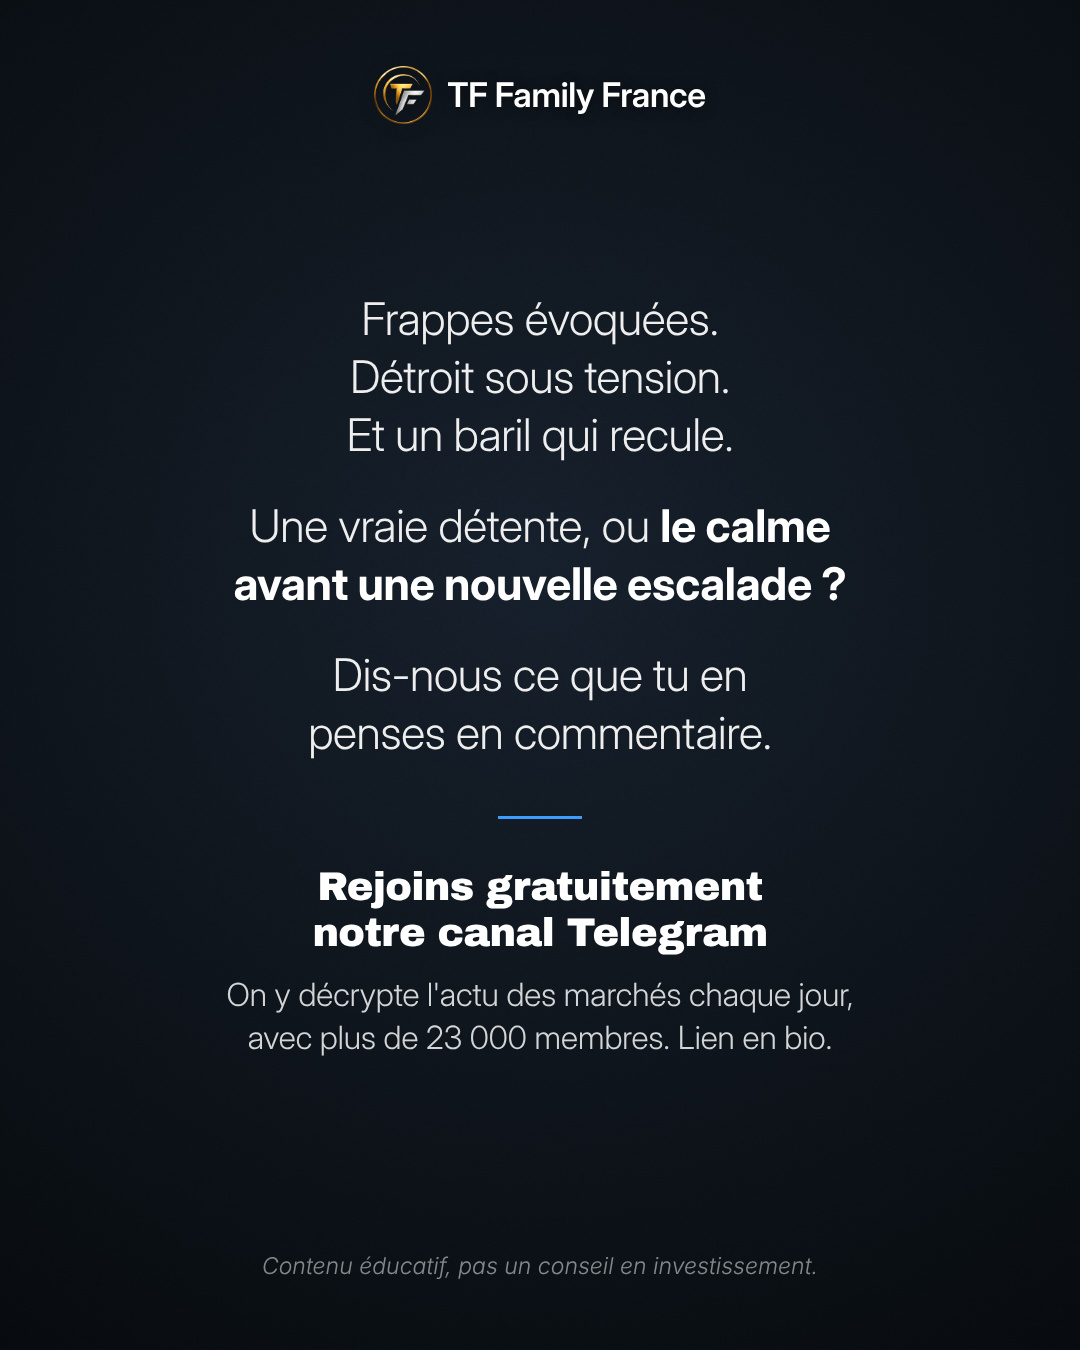 TF TF Family France
Frappes évoquées.
Détroit sous tension.
Et un baril qui recule.
Une vraie détente, ou le calme
avant une nouvelle escalade ?
Dis-nous ce que tu en
penses en commentaire.
Rejoins gratuitement
notre canal Telegram
On y décrypte l'actu des marchés chaque jour,
avec plus de 23 000 membres. Lien en bio.
Contenu éducatif, pas un conseil en investissement.